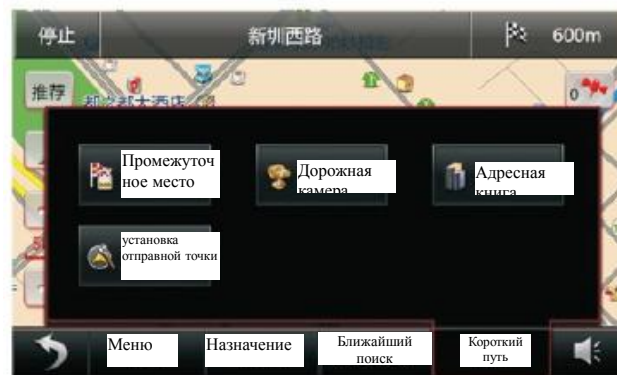 停止 新圳西路 600m
推荐
0
Промежуточ
ное место
Дорожная
камера
Адресная
книга
установка
отправной точки
Меню Назначение Ближайший
поиск
Короткий
путь